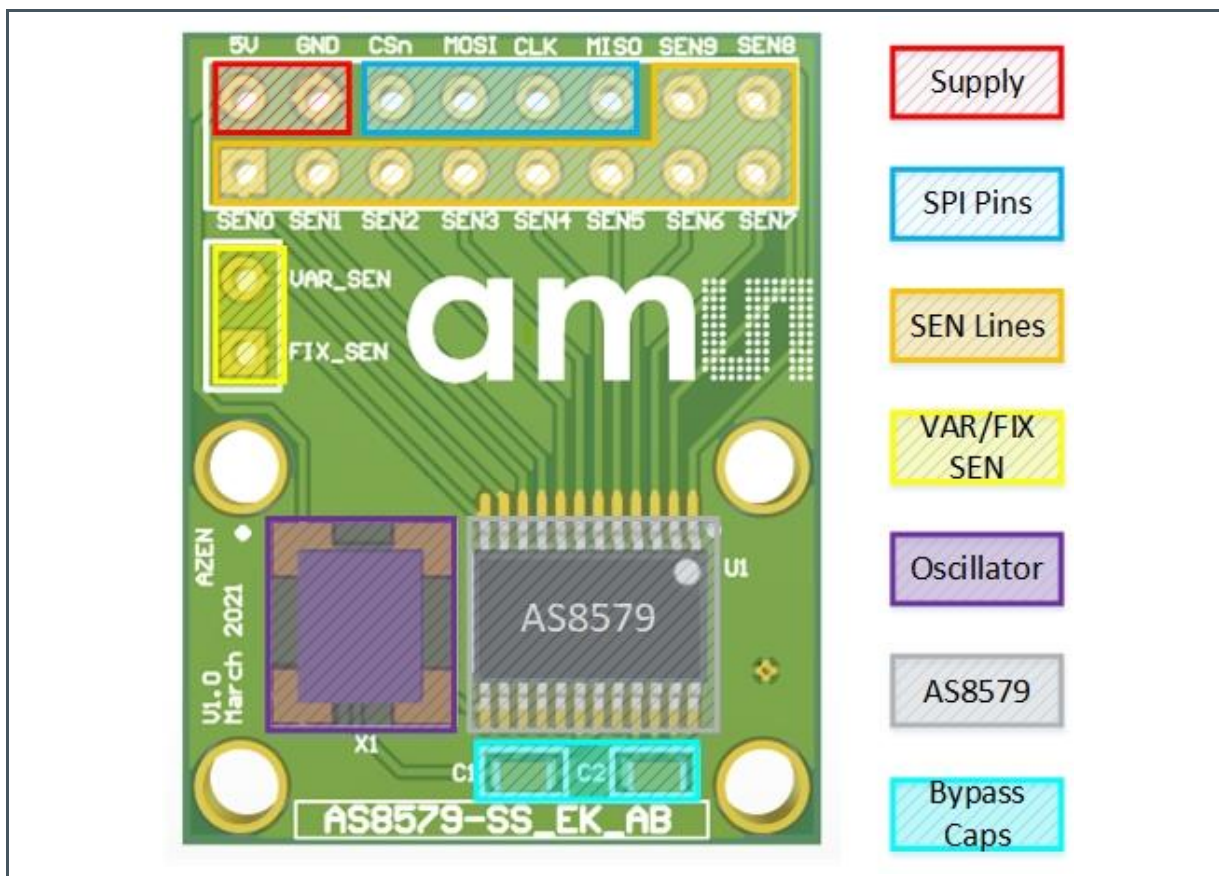 5V GND CSn MOSI CLK MISO SEN9 SEN8
SEN0 SEN1 SEN2 SEN3 SEN4 SEN5 SEN6 SEN7
VAR_SEN
FIX_SEN
am
AZEN
V1.0
March 2021
U1
AS8579
X1
C1 C2
AS8579-SS_EK_AB
Supply
SPI Pins
SEN Lines
VAR/FIX
SEN
Oscillator
AS8579
Bypass
Caps